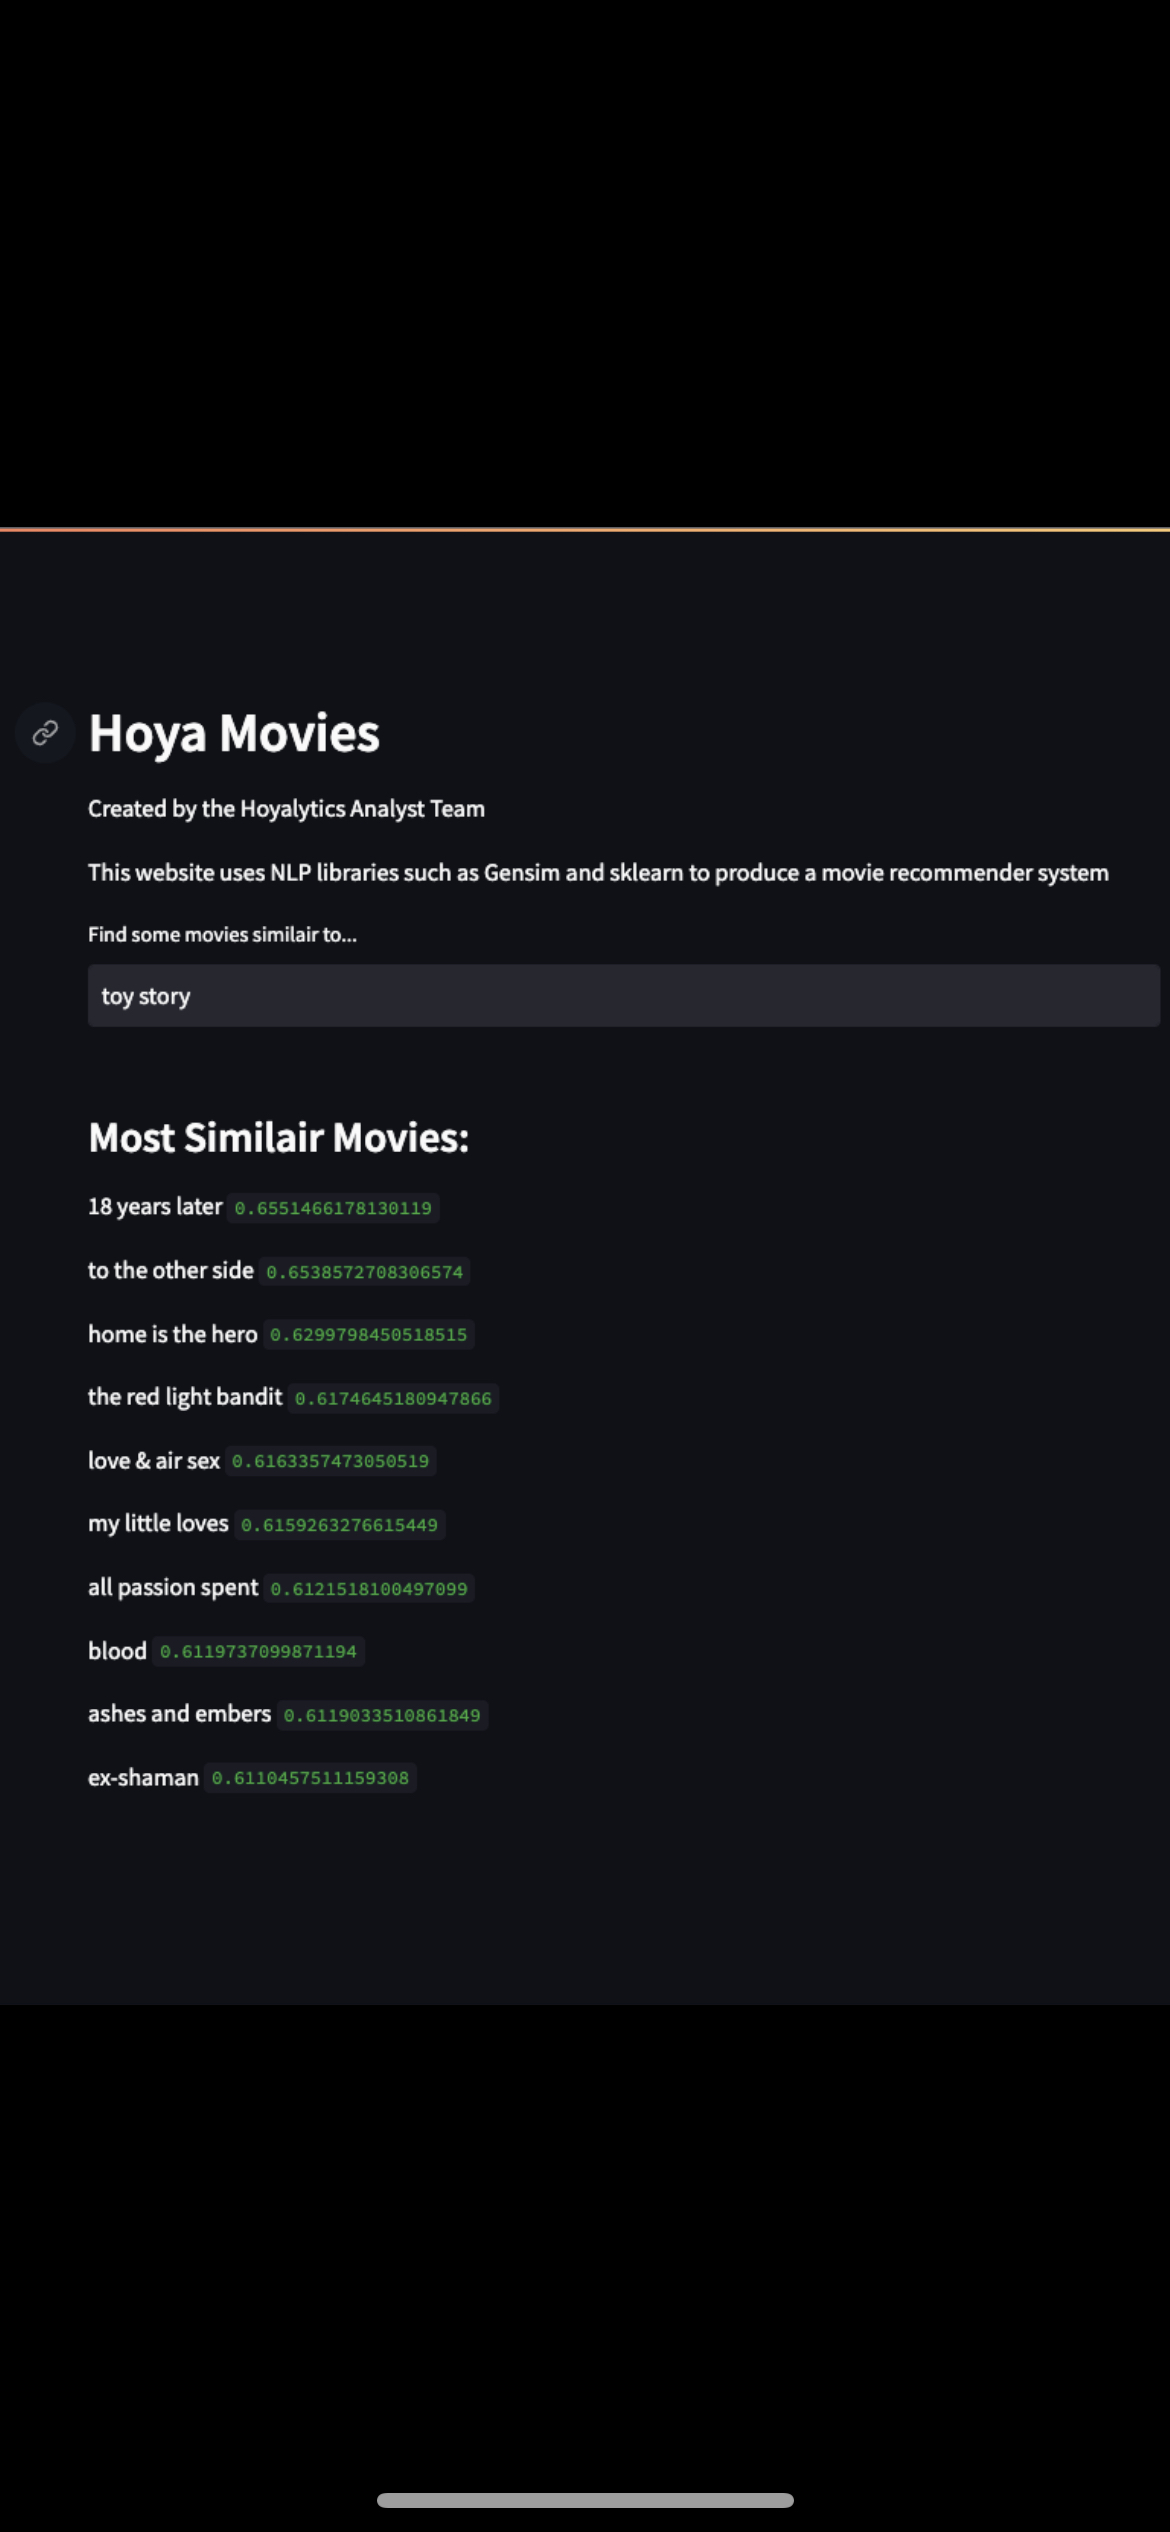 Hoya Movies
Created by the Hoyalytics Analyst Team
This website uses NLP libraries such as Gensim and sklearn to produce a movie recommender system
Find some movies similair to...
toy story
Most Similair Movies:
18 years later 0.6551466178130119
to the other side 0.6538572708306574
home is the hero 0.6299798450518515
the red light bandit 0.6174645180947866
love & air sex 0.6163357473050519
my little loves 0.6159263276615449
all passion spent 0.6121518100497099
blood 0.6119737099871194
ashes and embers 0.6119033510861849
ex-shaman 0.6110457511159308